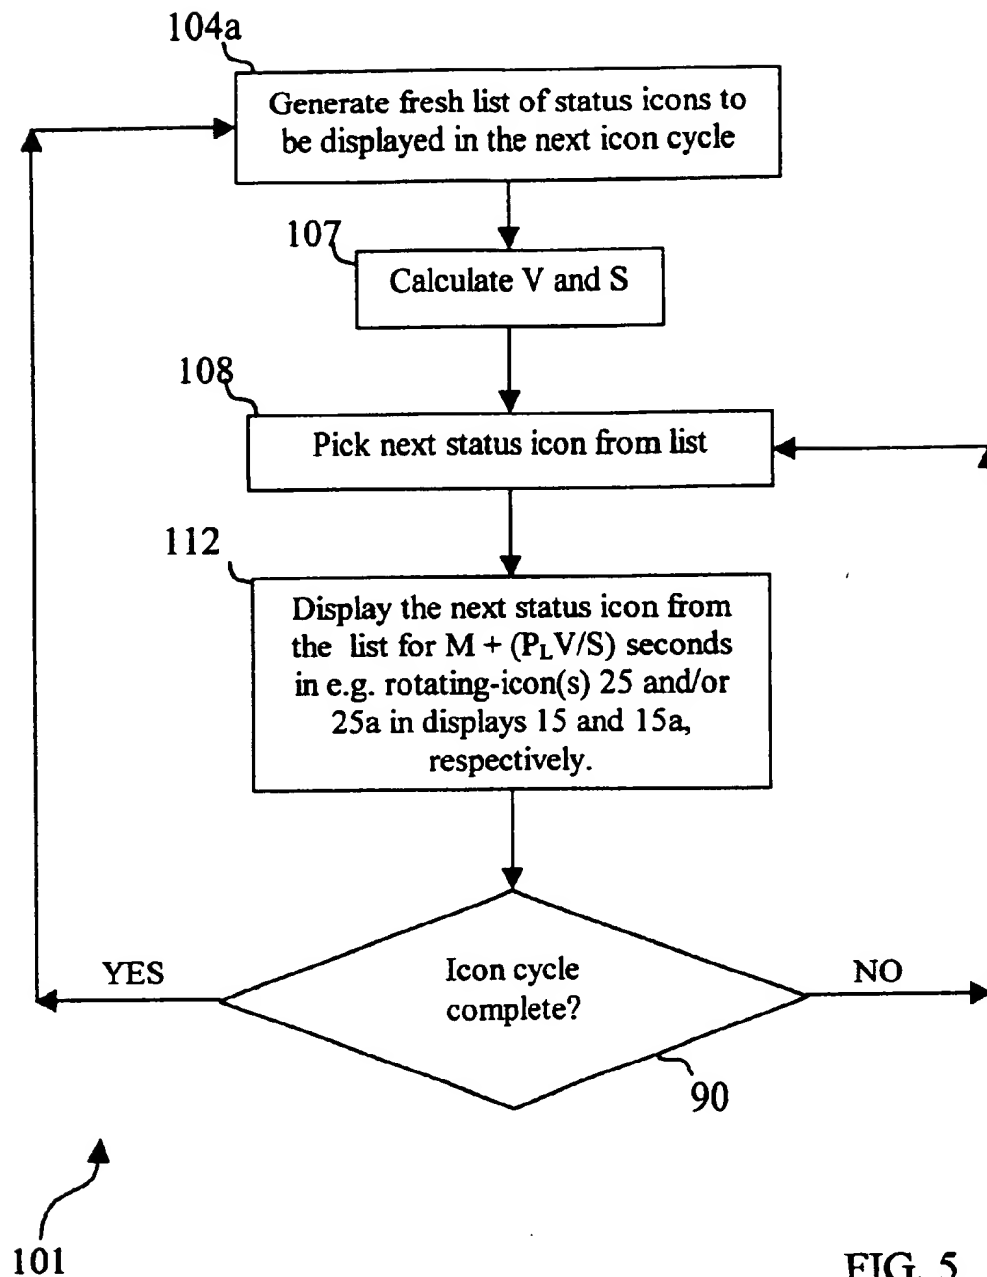 104a
Generate fresh list of status icons to
be displayed in the next icon cycle
107
Calculate V and S
108
Pick next status icon from list
112
Display the next status icon from
the list for M + (PLV/S) seconds
in e.g. rotating-icon(s) 25 and/or
25a in displays 15 and 15a,
respectively.
YES
Icon cycle
complete?
NO
90
101
FIG. 5